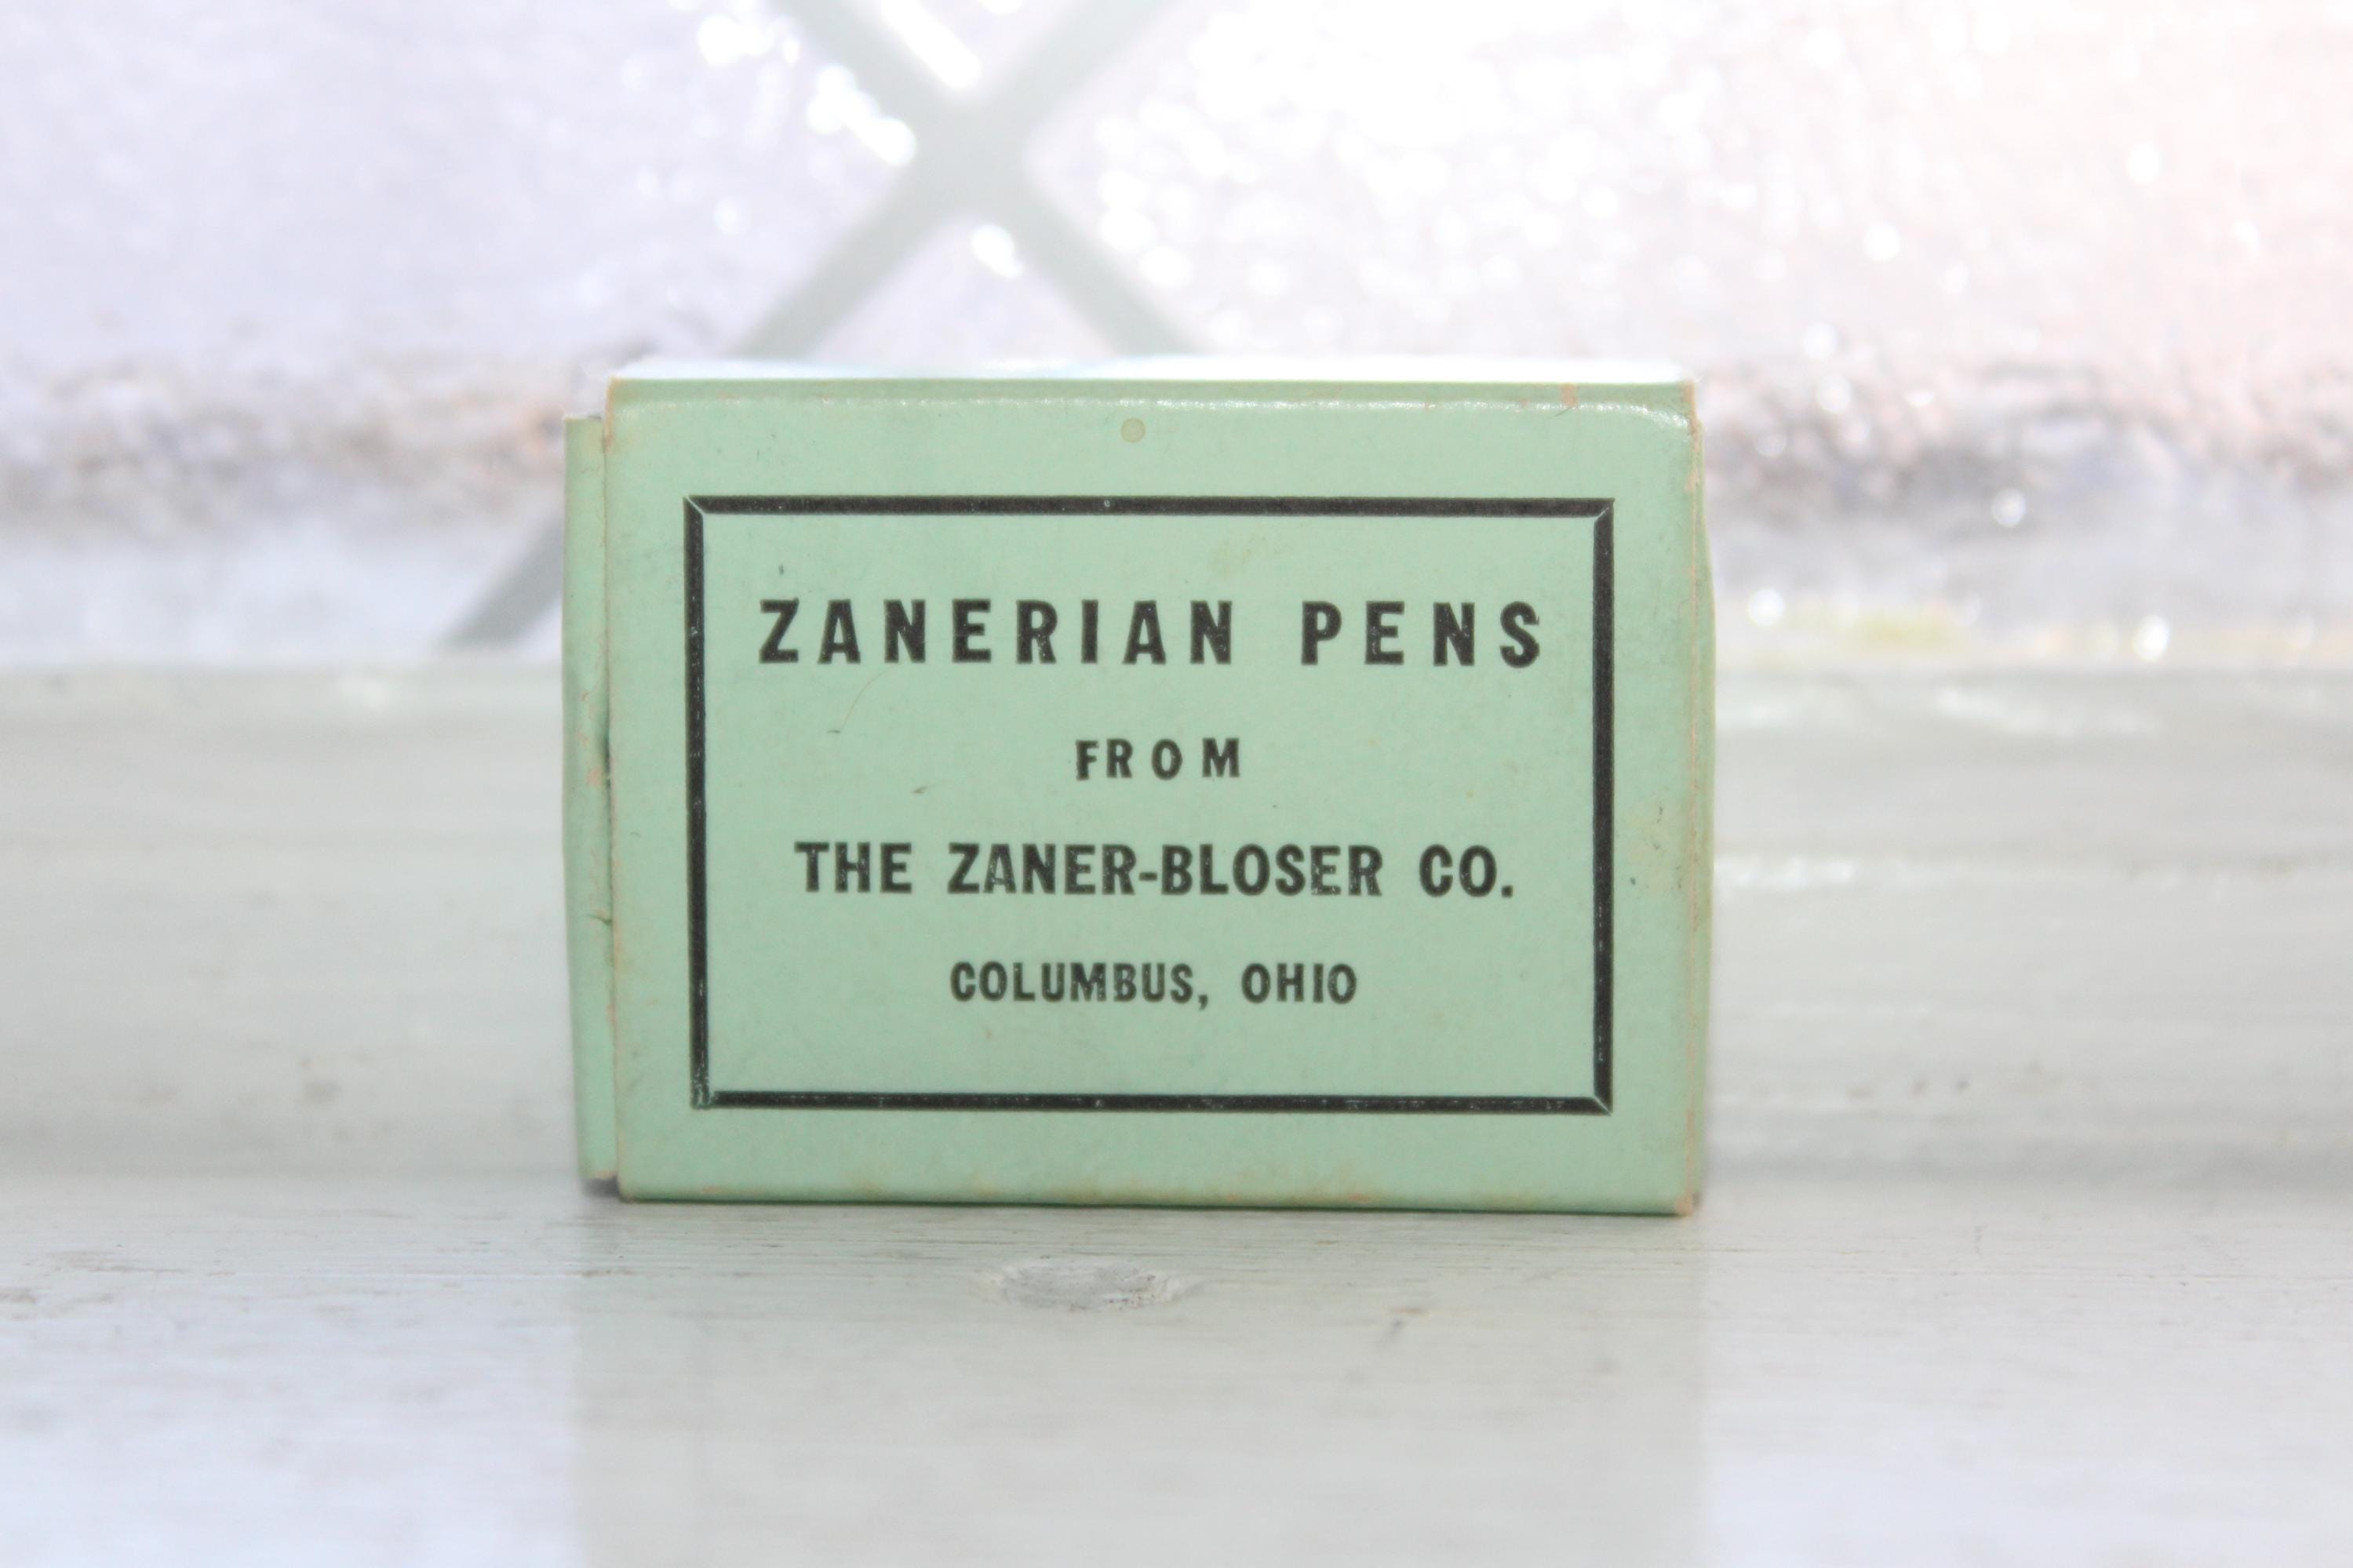 ZANERIAN PENS
FROM
THE ZANER-BLOSER CO.
COLUMBUS, OHIO